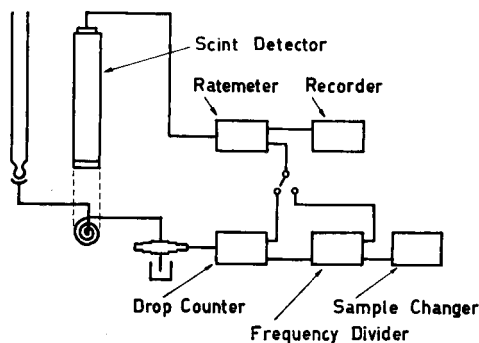 Scint Detector
Ratemeter Recorder
Drop Counter Sample Changer
Frequency Divider